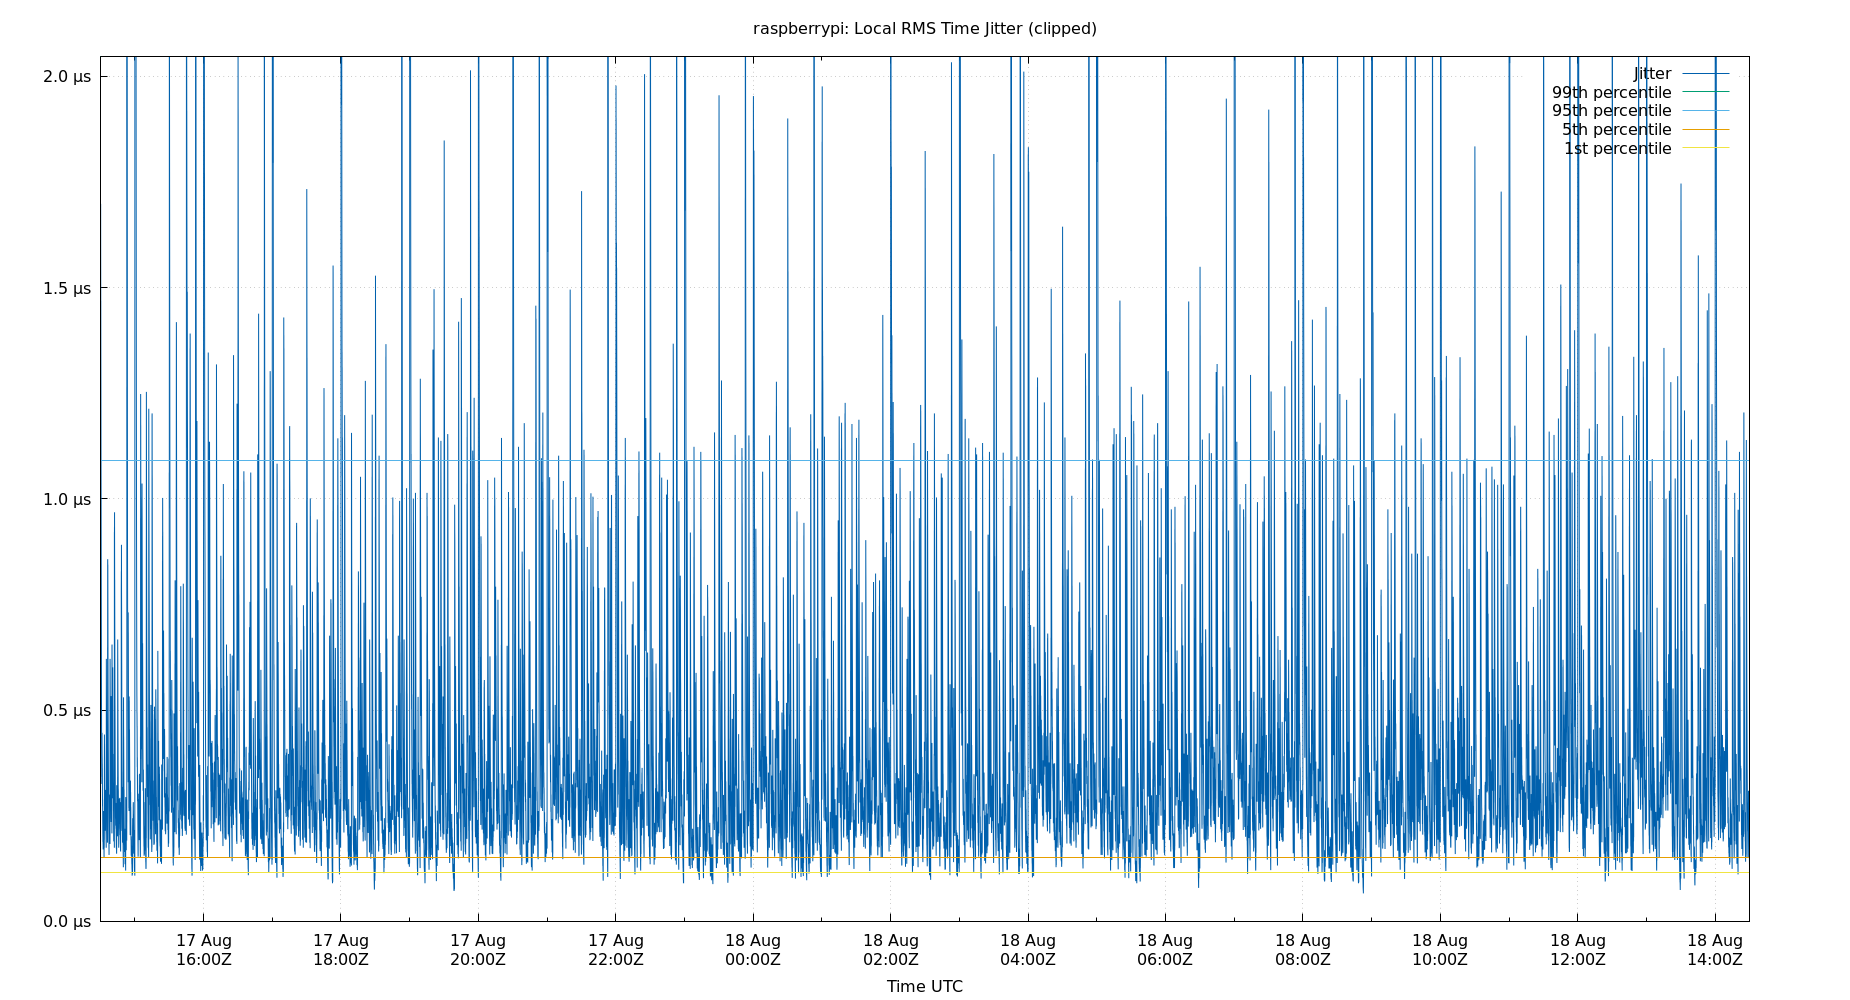 raspberrypi: Local RMS Time Jitter (clipped)
2.0 µs
1.5 µs
1.0 µs
0.5 µs
0.0 µs
Jitter
99th percentile
95th percentile
5th percentile
1st percentile
17 Aug 17 Aug 17 Aug 17 Aug 18 Aug 18 Aug 18 Aug 18 Aug 18 Aug 18 Aug 18 Aug 18 Aug
16:00Z 18:00Z 20:00Z 22:00Z 00:00Z 02:00Z 04:00Z 06:00Z 08:00Z 10:00Z 12:00Z 14:00Z
Time UTC